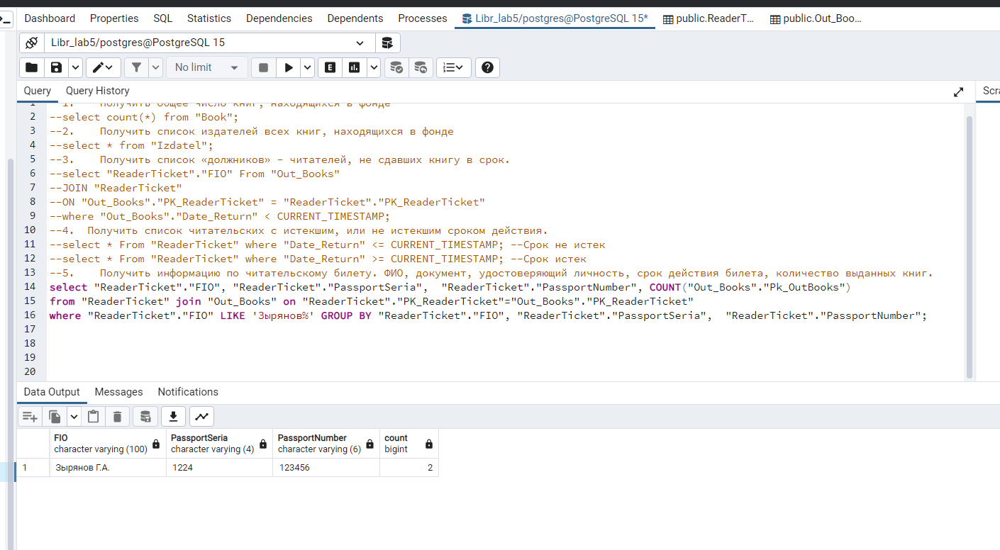 Dashboard Properties SQL Statistics Dependencies Dependents Processes Libr_lab5/postgres@PostgreSQL 15* public.ReaderT... public.Out_Boo...
Libr_lab5/postgres@PostgreSQL 15
No limit
Query Query History Scra
1 --1. Получить общее число книг, находящихся в фонде
2 --select count(*) from "Book";
3 --2. Получить список издателей всех книг, находящихся в фонде
4 --select * from "Izdatel";
5 --3. Получить список «должников» – читателей, не сдавших книгу в срок.
6 --select "ReaderTicket"."FIO" From "Out_Books"
7 --JOIN "ReaderTicket"
8 --ON "Out_Books"."PK_ReaderTicket" = "ReaderTicket"."PK_ReaderTicket"
9 --where "Out_Books"."Date_Return" < CURRENT_TIMESTAMP;
10 --4. Получить список читательских с истекшим, или не истекшим сроком действия.
11 --select * From "ReaderTicket" where "Date_Return" <= CURRENT_TIMESTAMP; --Срок не истек
12 --select * From "ReaderTicket" where "Date_Return" >= CURRENT_TIMESTAMP; --Срок истек
13 --5. Получить информацию по читательскому билету. ФИО, документ, удостоверяющий личность, срок действия билета, количество выданных книг.
14 select "ReaderTicket"."FIO", "ReaderTicket"."PassportSeria", "ReaderTicket"."PassportNumber", COUNT("Out_Books"."Pk_OutBooks")
15 from "ReaderTicket" join "Out_Books" on "ReaderTicket"."PK_ReaderTicket"="Out_Books"."PK_ReaderTicket"
16 where "ReaderTicket"."FIO" LIKE 'Зырянов%' GROUP BY "ReaderTicket"."FIO", "ReaderTicket"."PassportSeria", "ReaderTicket"."PassportNumber";
17
18
19
20
Data Output Messages Notifications
FIO PassportSeria PassportNumber count
character varying (100) character varying (4) character varying (6) bigint
1 Зырянов Г.А. 1224 123456 2